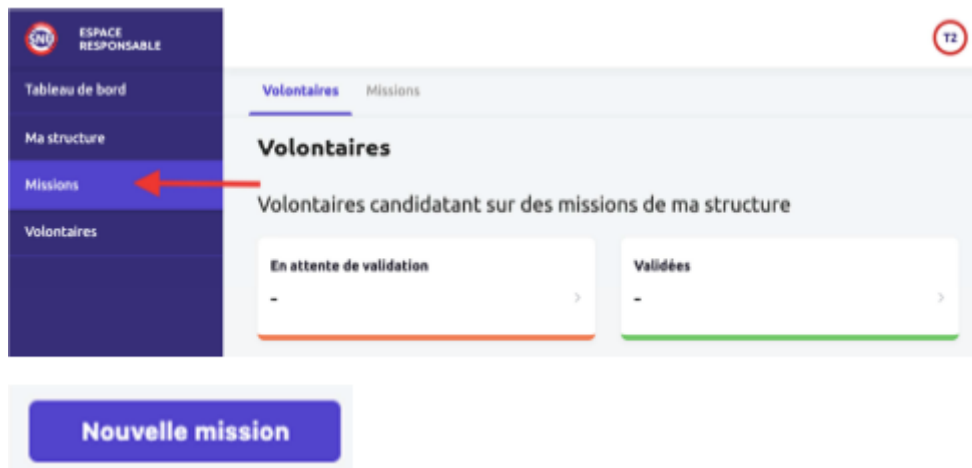 SNU
ESPACE
RESPONSABLE
T2
Tableau de bord
Ma structure
Missions
Volontaires
Volontaires Missions
Volontaires
Volontaires candidatant sur des missions de ma structure
En attente de validation
-
Validées
-
Nouvelle mission